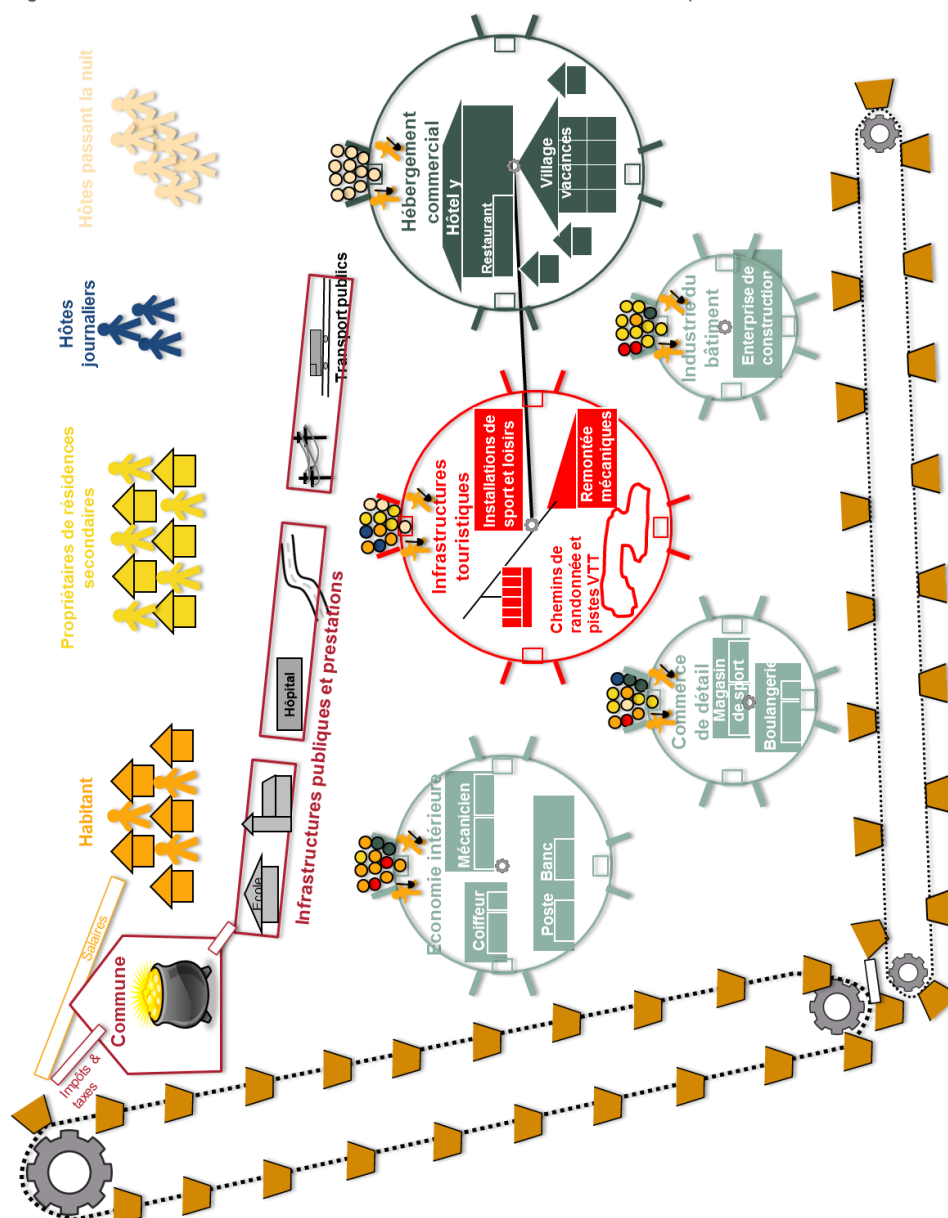 Salaires
Impôts &
taxes
Commune
Habitant
Propriétaires de résidences
secondaires
Hôtes
journaliers
Hôtes passant la nuit
Ecole
Hôpital
Infrastructures publiques et prestations
Transport publics
Economie intérieure
Coiffeur
Mécanicien
Poste
Banc
Infrastructures
touristiques
Installations de
sport et loisirs
Remontée
mécaniques
Chemins de
randonnée et
pistes VTT
Hébergement
commercial
Hôtel y
Restaurant
Village
vacances
Commerce
de détail
Magasin
de sport
Boulangerie
Industrie du
bâtiment
Enterprise de
construction